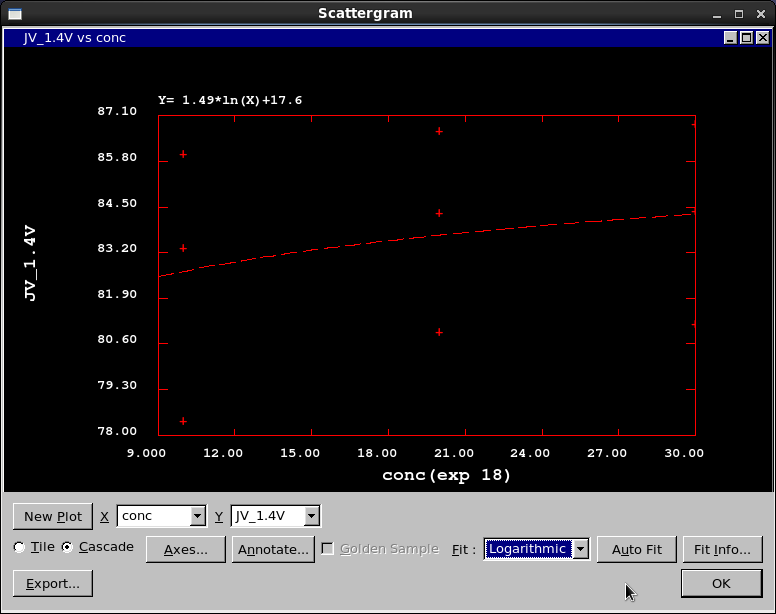 Scattergram
JV_1.4V vs conc
Y= 1.49*ln(X)+17.6
87.10
85.80
84.50
83.20
81.90
80.60
79.30
78.00
JV_1.4V
9.000 12.00 15.00 18.00 21.00 24.00 27.00 30.00
conc(exp 18)
New Plot X conc Y JV_1.4V
Tile Cascade Axes... Annotate... Golden Sample Fit : Logarithmic Auto Fit Fit Info...
Export... OK